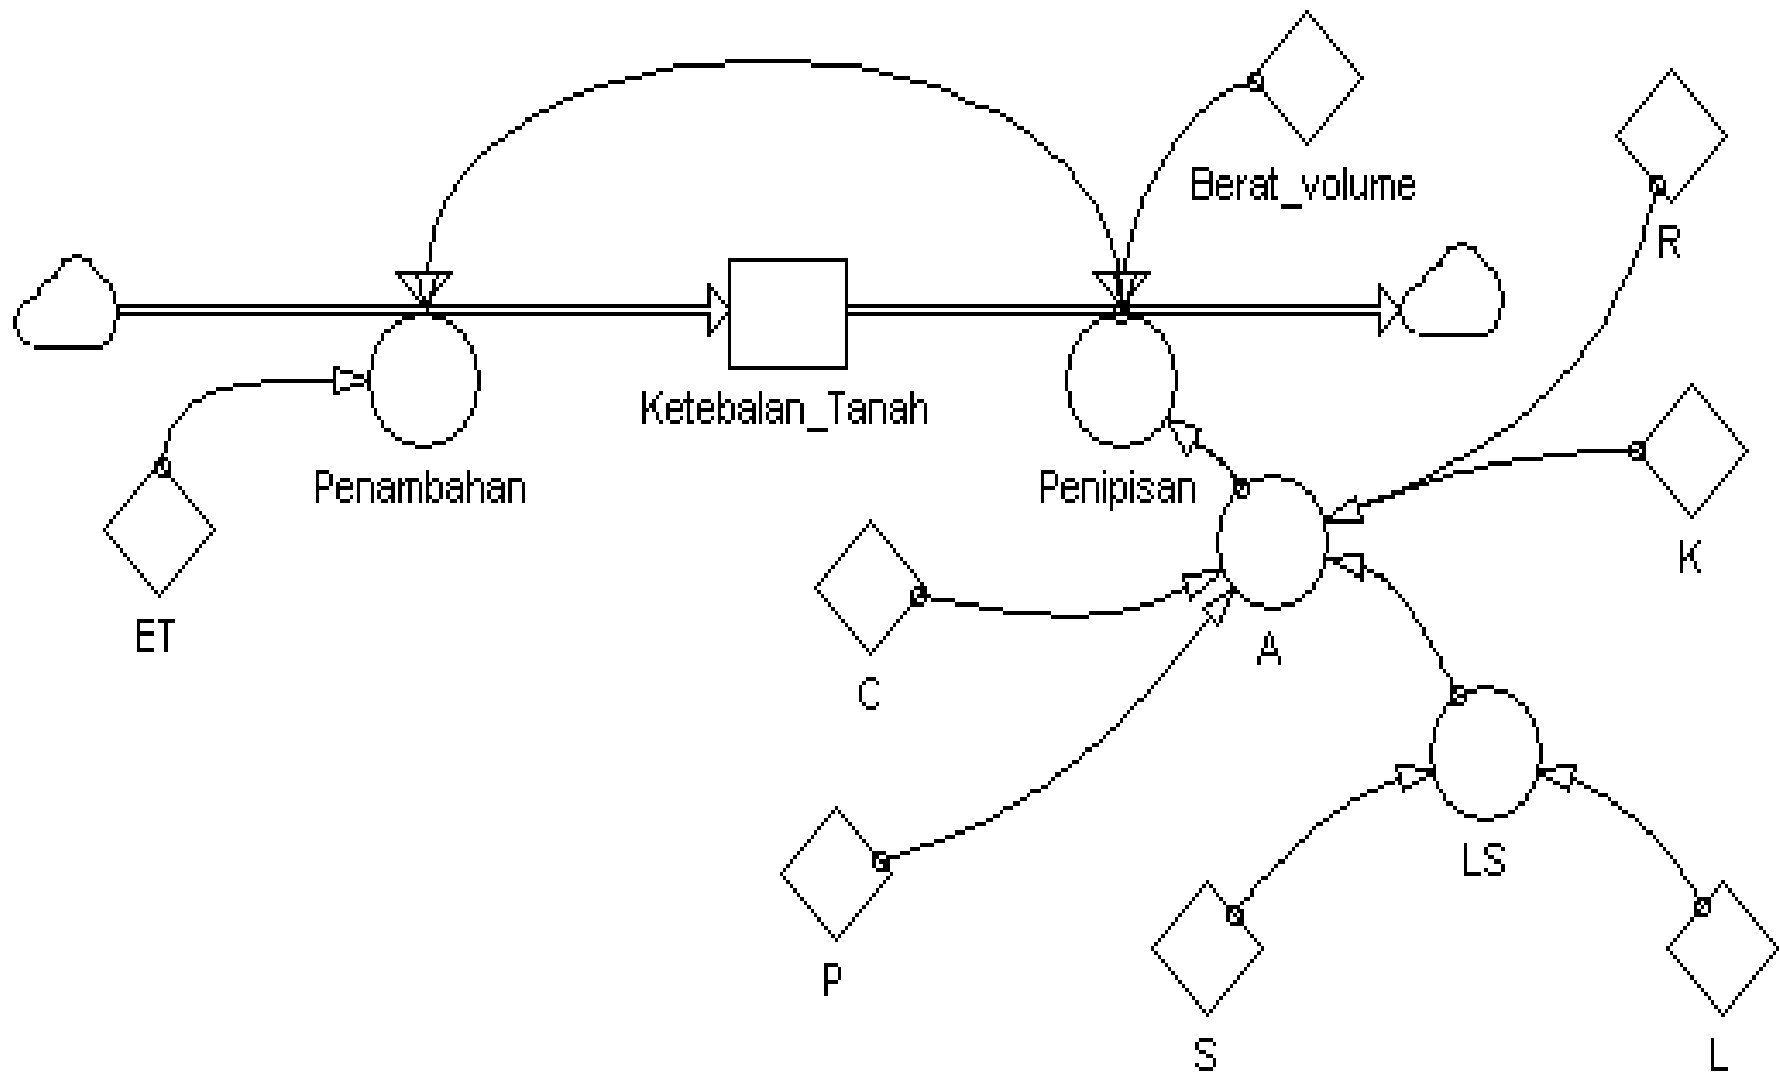 Berat_volume
R
Ketebalan_Tanah
Penambahan
Penipisan
K
ET
A
C
LS
P
S
L